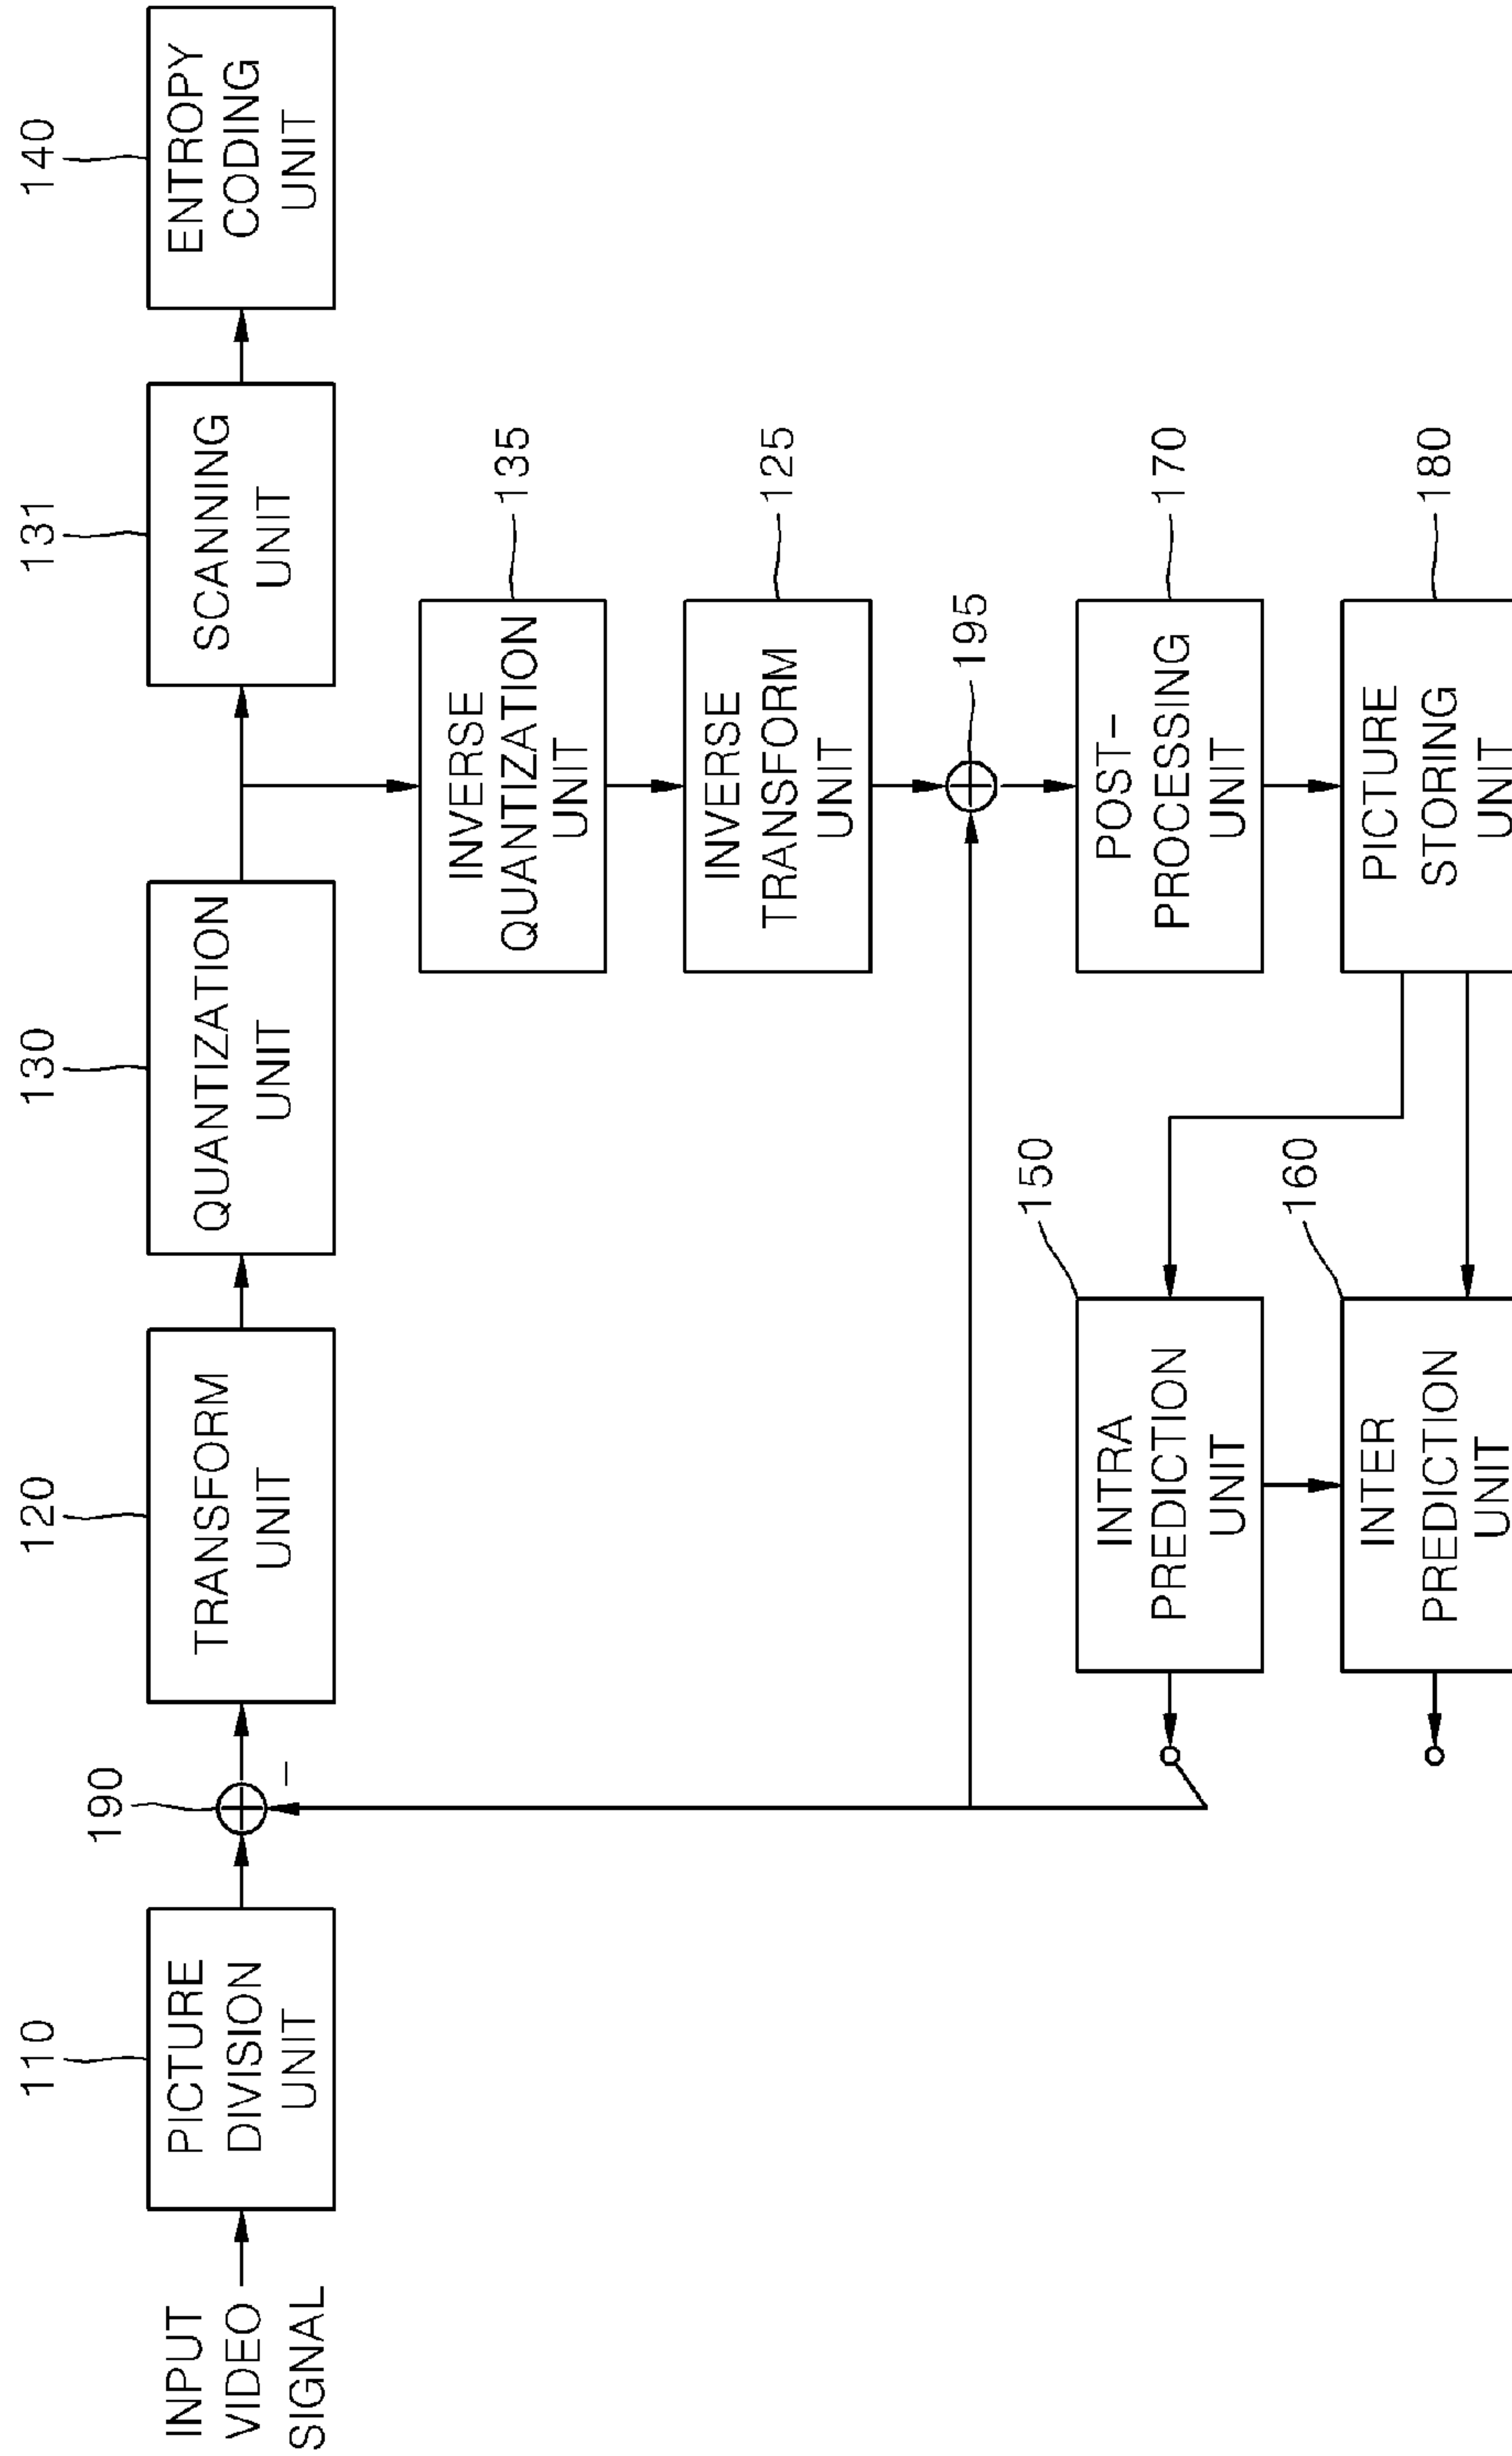 110
120
130
131
140
190
INPUT
VIDEO
SIGNAL
PICTURE
DIVISION
UNIT
–
TRANSFORM
UNIT
QUANTIZATION
UNIT
SCANNING
UNIT
ENTROPY
CODING
UNIT
INVERSE
QUANTIZATION
UNIT
135
INVERSE
TRANSFORM
UNIT
125
195
150
INTRA
PREDICTION
UNIT
POST-
PROCESSING
UNIT
170
160
INTER
PREDICTION
UNIT
PICTURE
STORING
UNIT
180